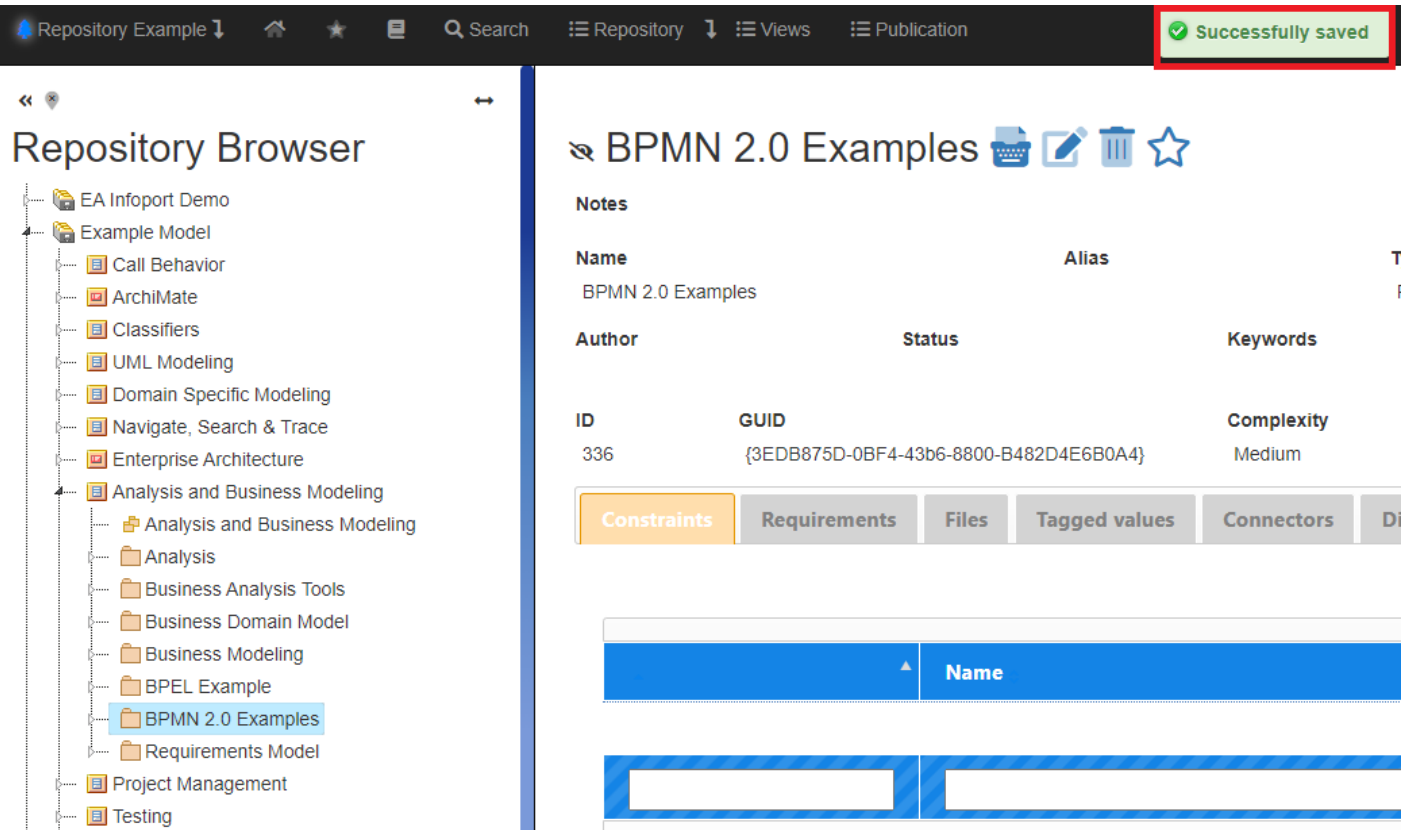 Repository Example Search Repository Views Publication Successfully saved
Repository Browser
EA Infoport Demo
Example Model
Call Behavior
ArchiMate
Classifiers
UML Modeling
Domain Specific Modeling
Navigate, Search & Trace
Enterprise Architecture
Analysis and Business Modeling
Analysis and Business Modeling
Analysis
Business Analysis Tools
Business Domain Model
Business Modeling
BPEL Example
BPMN 2.0 Examples
Requirements Model
Project Management
Testing
BPMN 2.0 Examples
Notes
Name Alias
BPMN 2.0 Examples
Author Status Keywords
ID GUID Complexity
336 {3EDB875D-0BF4-43b6-8800-B482D4E6B0A4} Medium
Constraints Requirements Files Tagged values Connectors
Name